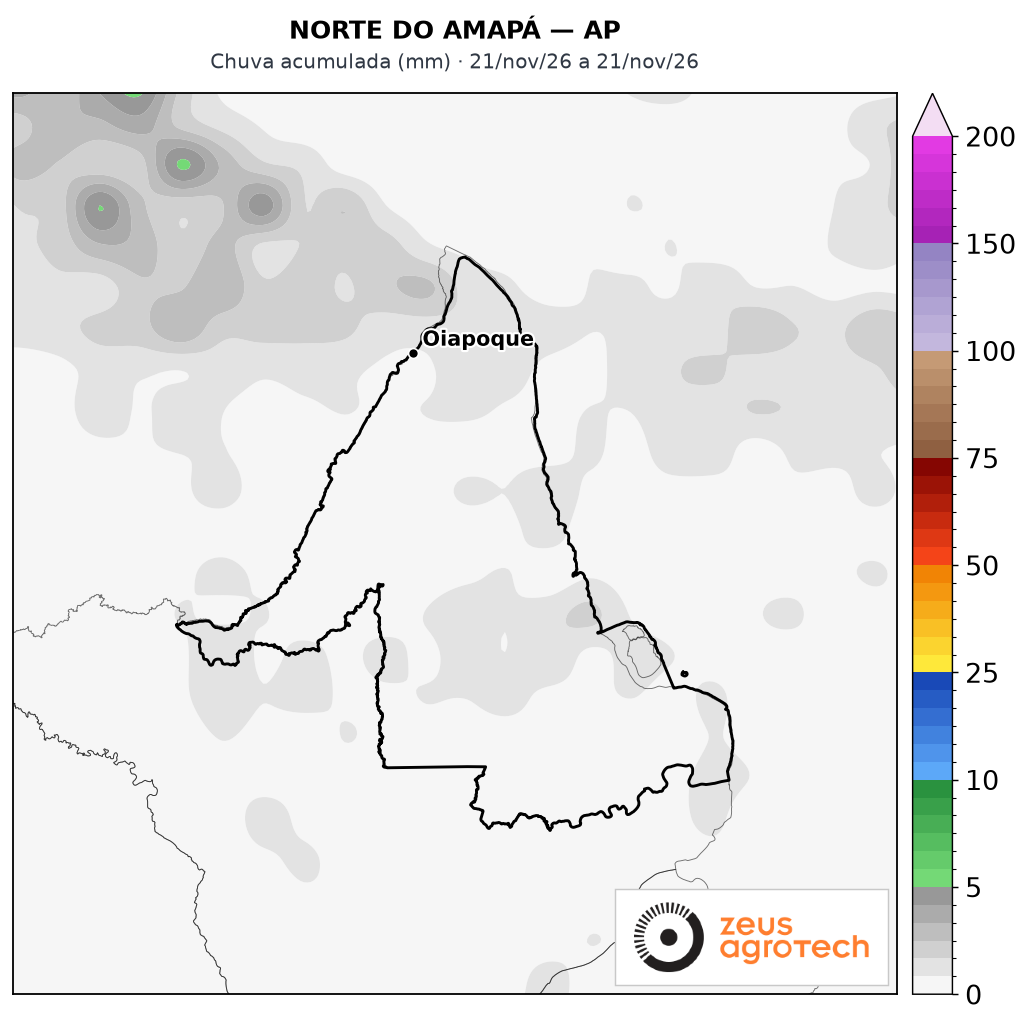 NORTE DO AMAPÁ — AP
Chuva acumulada (mm) · 21/nov/26 a 21/nov/26
Oiapoque
200
150
100
75
50
25
10
5
0
zeus
agrotech